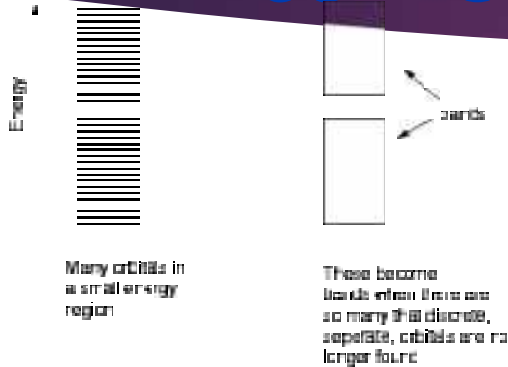 Energy
bands
Many orbitals in
a small energy
region
These become
bands when there are
so many that discrete,
seperate, orbitals are no
longer found